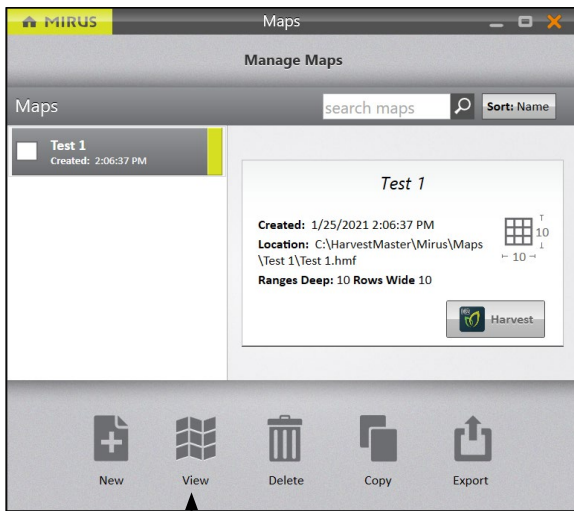 MIRUS
Maps
Manage Maps
Maps
search maps
Sort: Name
Test 1
Created: 2:06:37 PM
Test 1
Created: 1/25/2021 2:06:37 PM
Location: C:\HarvestMaster\Mirus\Maps
\Test 1\Test 1.hmf
Ranges Deep: 10 Rows Wide 10
10
10
Harvest
New
View
Delete
Copy
Export